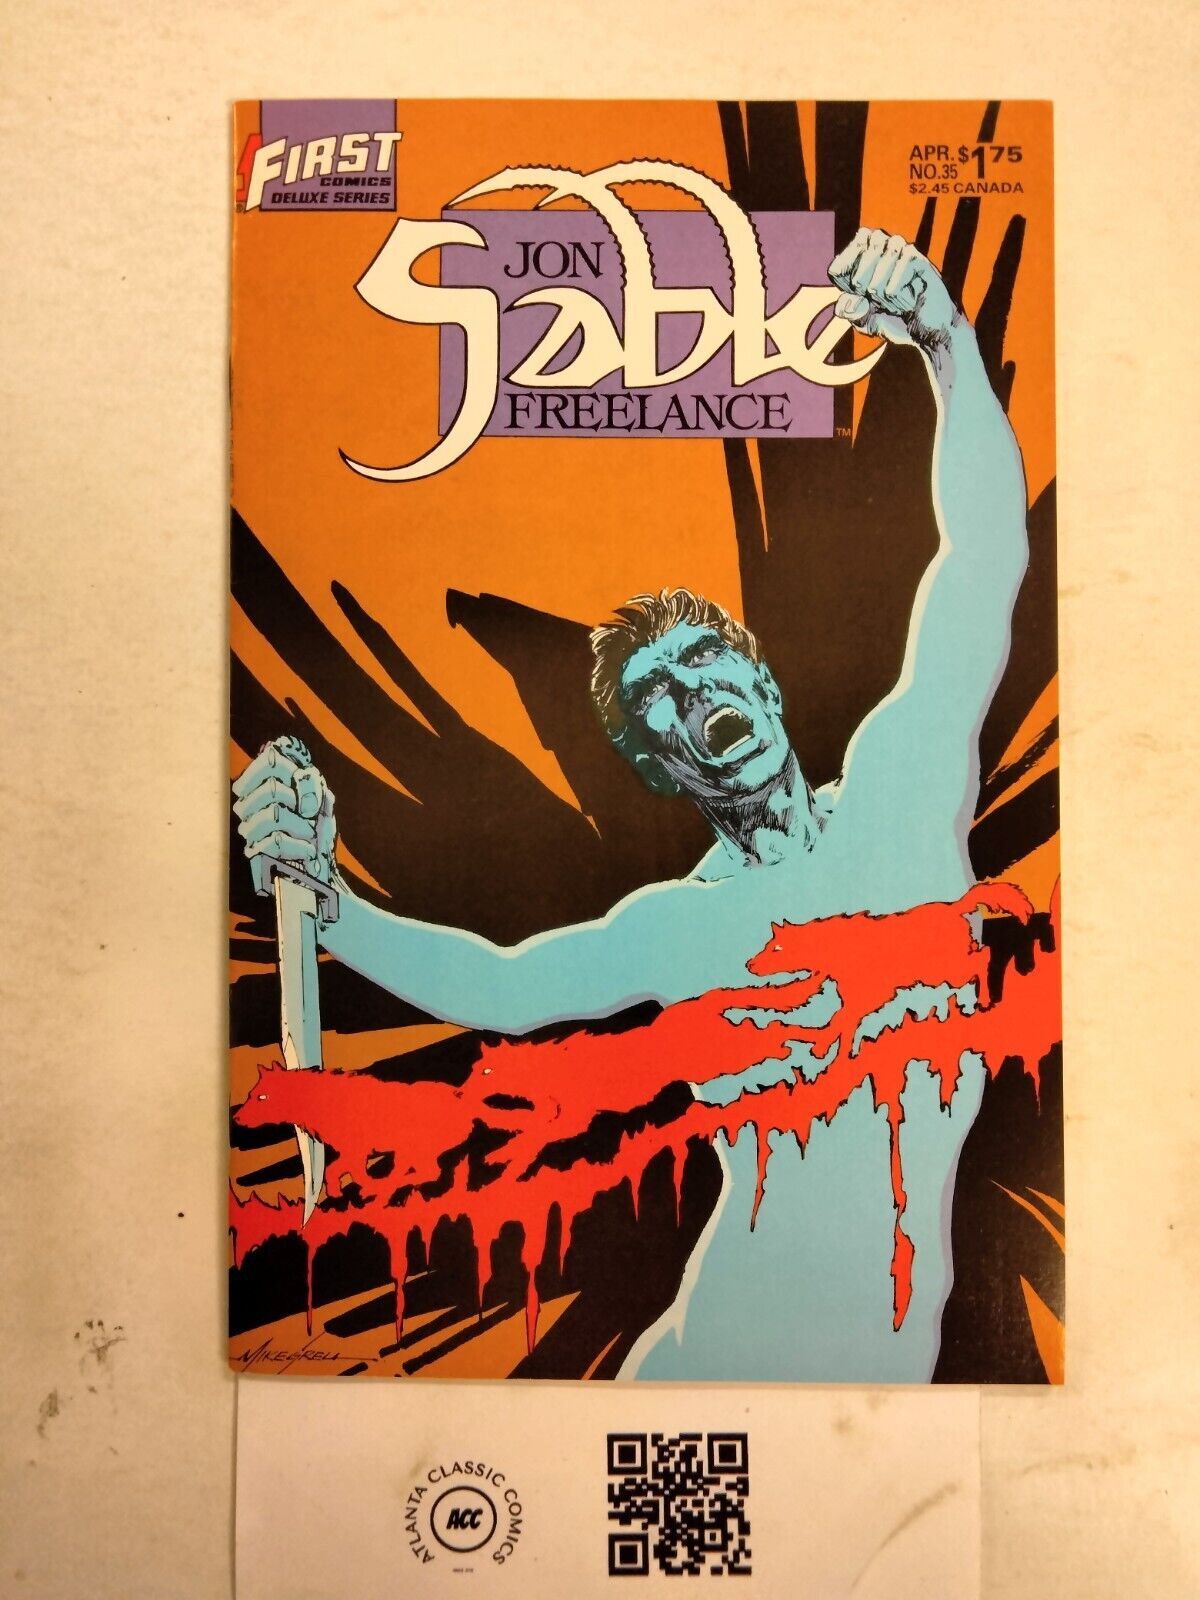 FIRST
COMICS
DELUXE SERIES
APR. $1.75
NO.35
$2.45 CANADA
JON
Sable
FREELANCE
TM
MIKE GRELL
ATLANTA CLASSIC COMICS
ACC